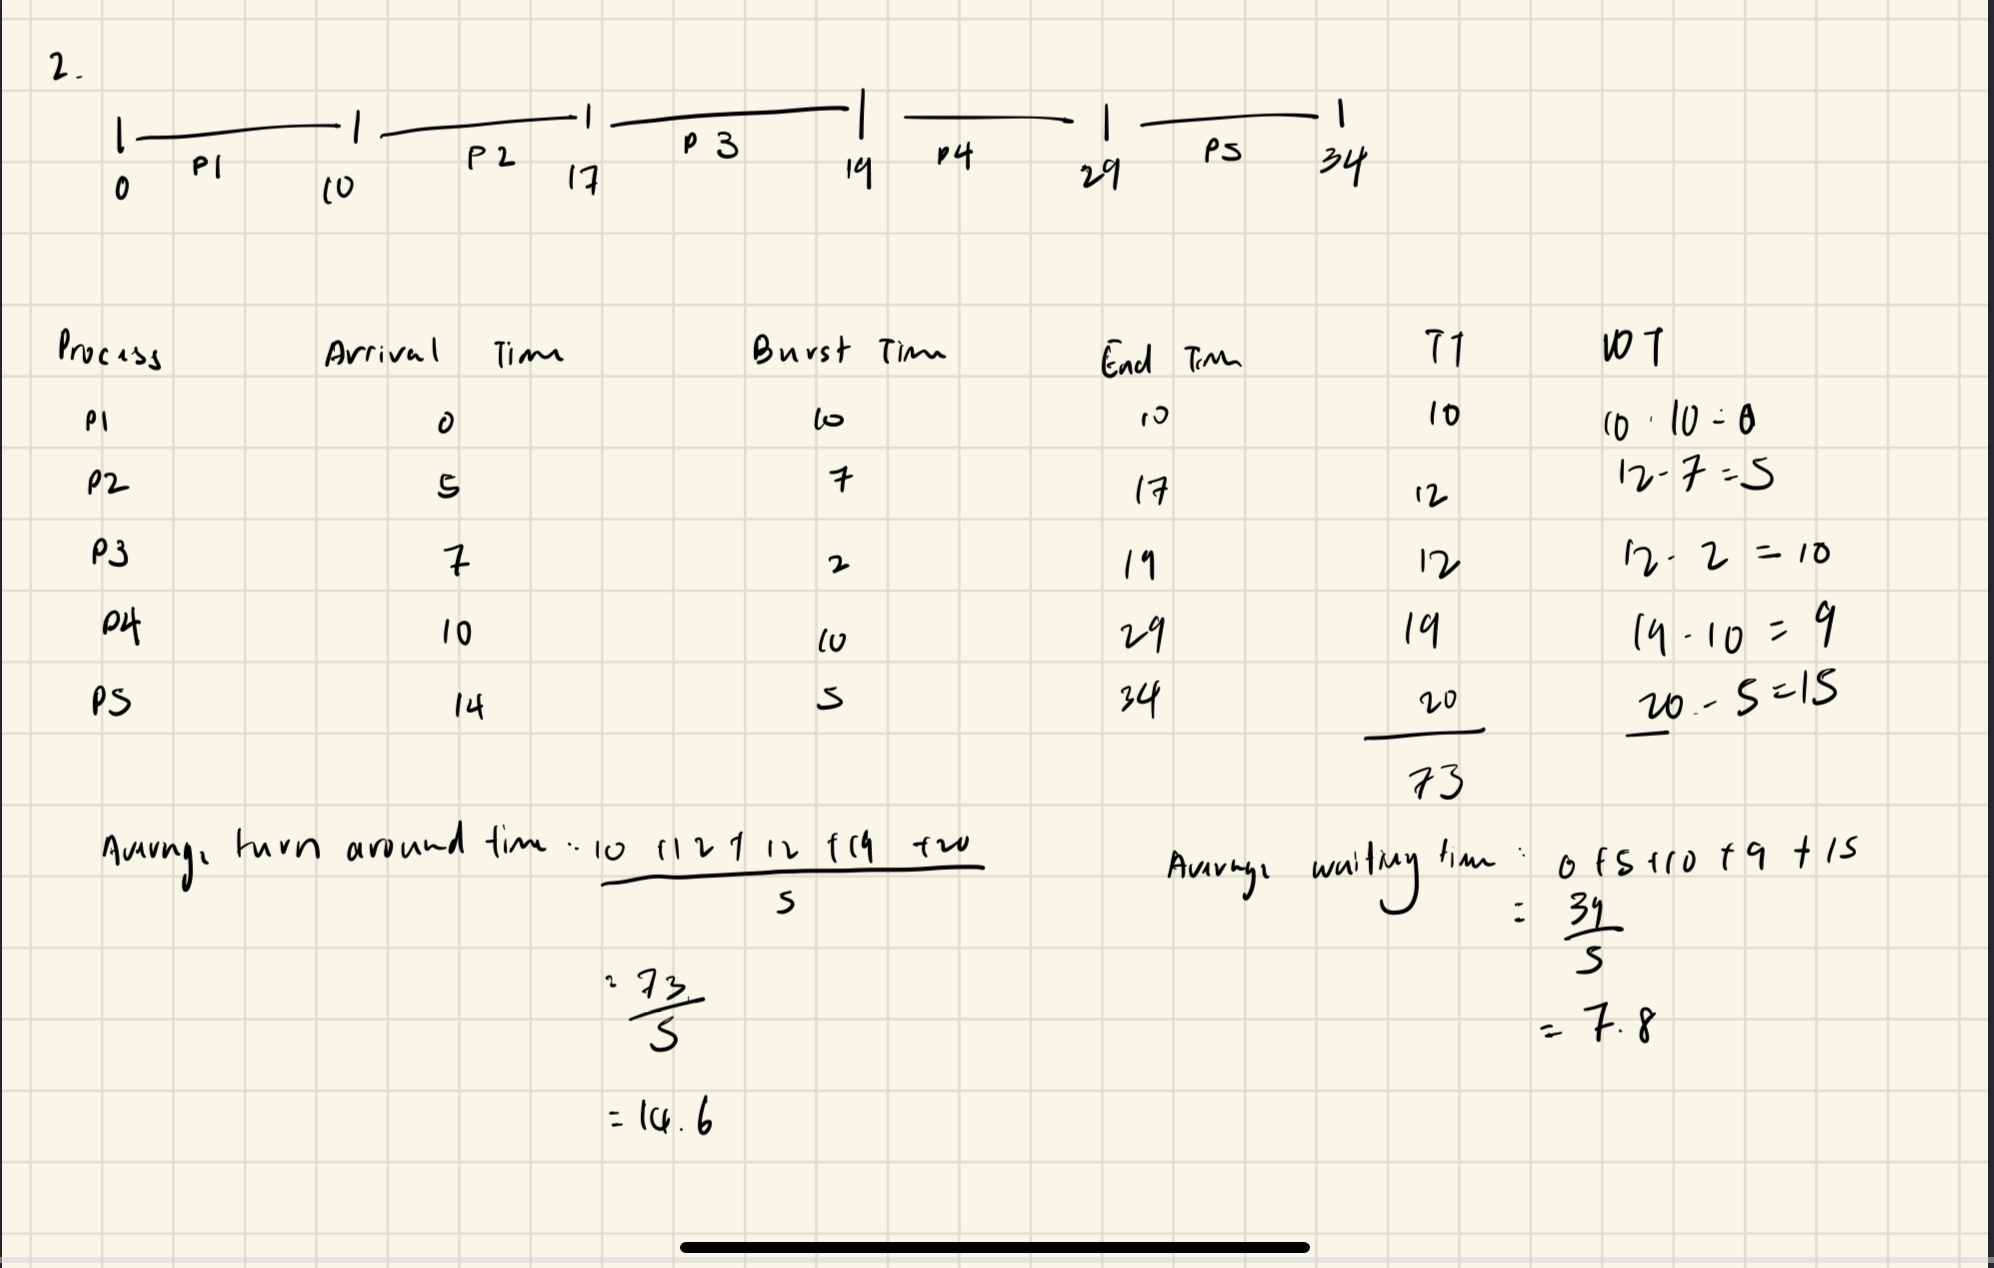 2.
P1 P2 P3 P4 P5
0 10 17 19 29 34
Process Arrival Time Burst Time End Time TT WT
P1 0 10 10 10 10 - 10 = 0
P2 5 7 17 12 12 - 7 = 5
P3 7 2 19 12 12 - 2 = 10
P4 10 10 29 19 19 - 10 = 9
P5 14 5 34 20 20 - 5 = 15
73
Average turn around time : 10 + 12 + 12 + 19 + 20
5
= 73
5
= 14.6
Average waiting time : 0 + 5 + 10 + 9 + 15
= 39
5
= 7.8